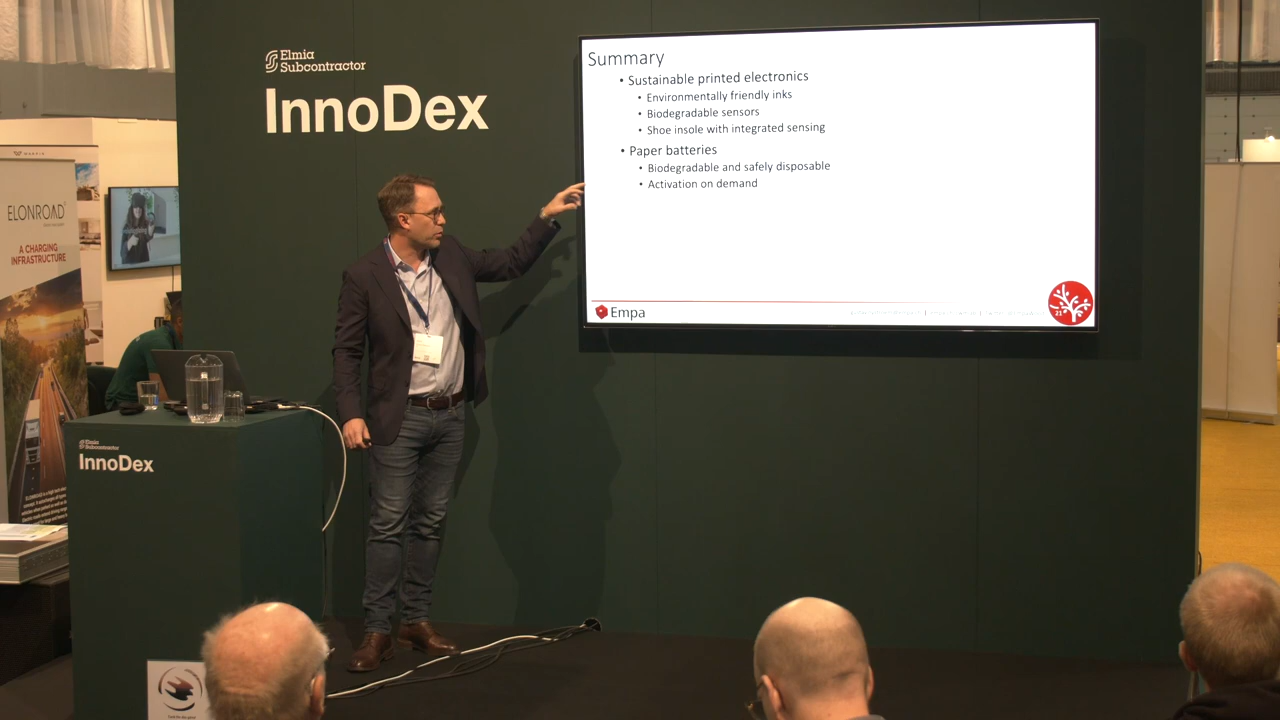 Elmia
Subcontractor
InnoDex
Summary
• Sustainable printed electronics
• Environmentally friendly inks
• Biodegradable sensors
• Shoe insole with integrated sensing
• Paper batteries
• Biodegradable and safely disposable
• Activation on demand
Empa
21
ELONROAD
A CHARGING
INFRASTRUCTURE
Elmia
Subcontractor
InnoDex